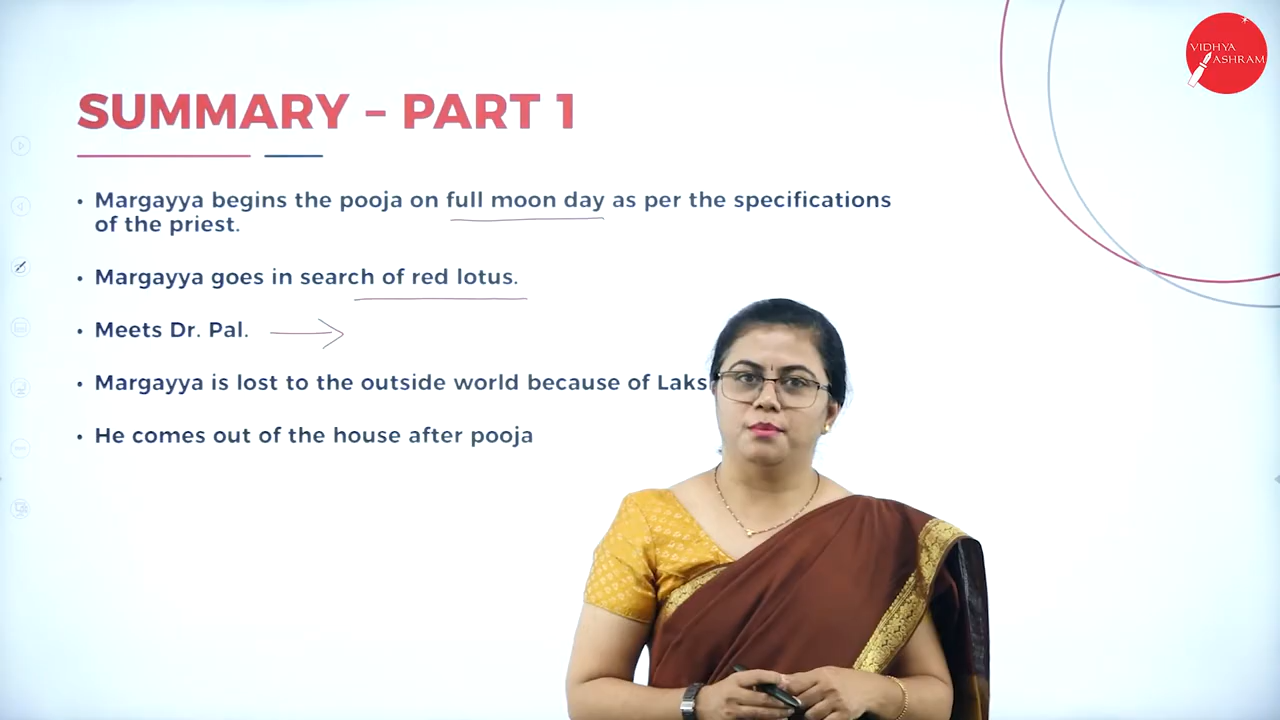 VIDHYA
ASHRAM
SUMMARY – PART 1
• Margayya begins the pooja on full moon day as per the specifications
of the priest.
• Margayya goes in search of red lotus.
• Meets Dr. Pal.
• Margayya is lost to the outside world because of
• He comes out of the house after pooja